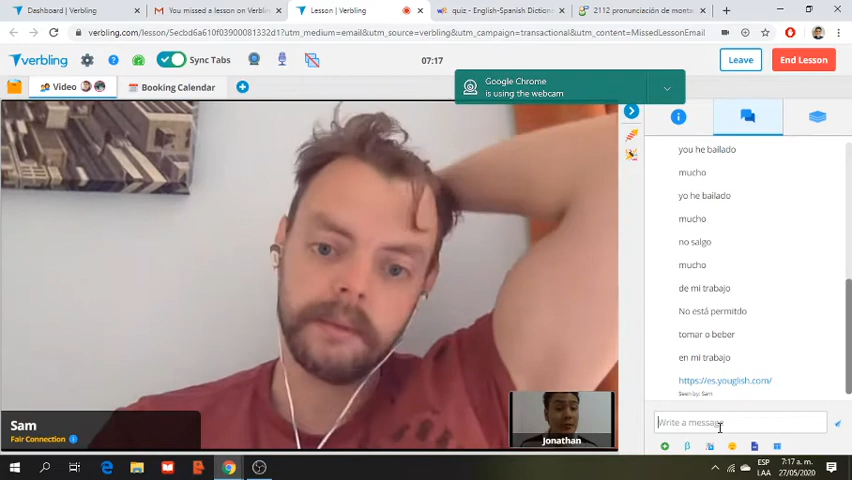 Dashboard | Verbling
You missed a lesson on Verblin
Lesson | Verbling
quiz - English-Spanish Dictiona
2112 pronunciación de monta
verbling.com/lesson/5ecbd6a610f03900081332d1?utm_medium=email&utm_source=verbling&utm_campaign=transactional&utm_content=MissedLessonEmail
verbling
Sync Tabs
07:17
Leave
End Lesson
Google Chrome
is using the webcam
Video
Booking Calendar
you he bailado
mucho
yo he bailado
mucho
no salgo
mucho
de mi trabajo
No está permitdo
tomar o beber
en mi trabajo
https://es.youglish.com/
Seen by: Sam
Write a message
Sam
Fair Connection
Jonathan
ESP
LAA
7:17 a. m.
27/05/2020